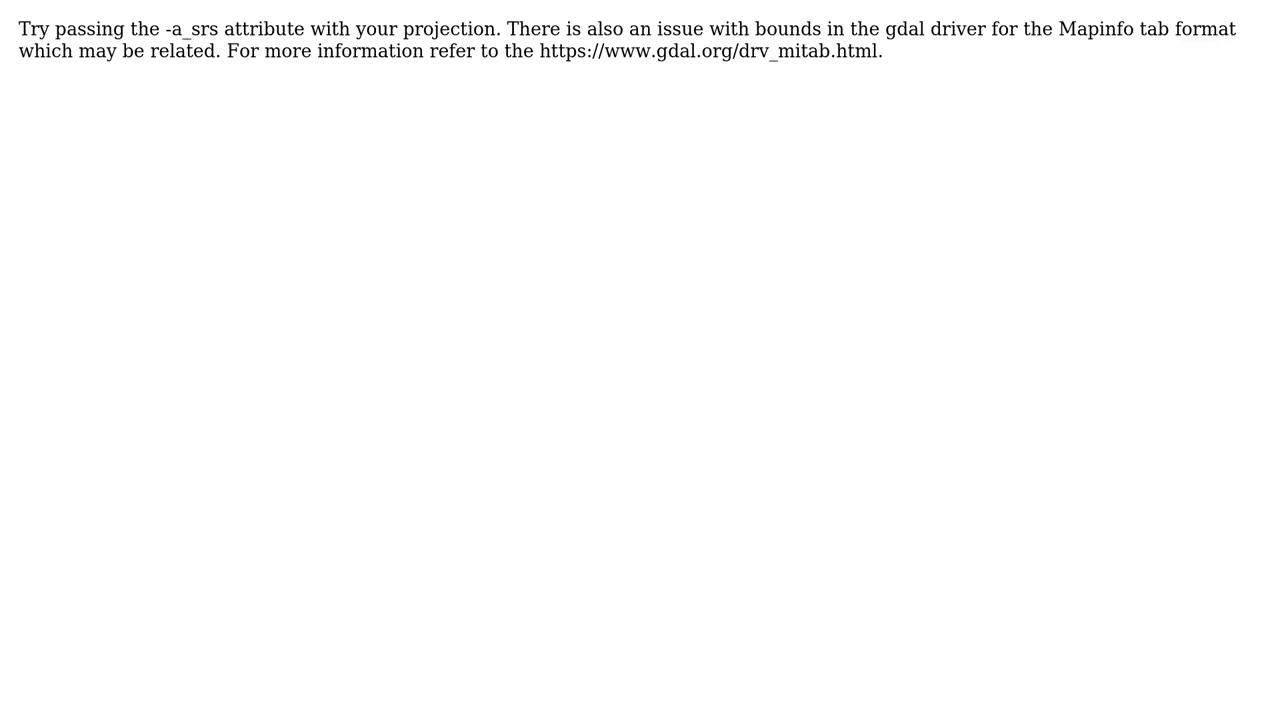 Try passing the -a_srs attribute with your projection. There is also an issue with bounds in the gdal driver for the Mapinfo tab format
which may be related. For more information refer to the https://www.gdal.org/drv_mitab.html.